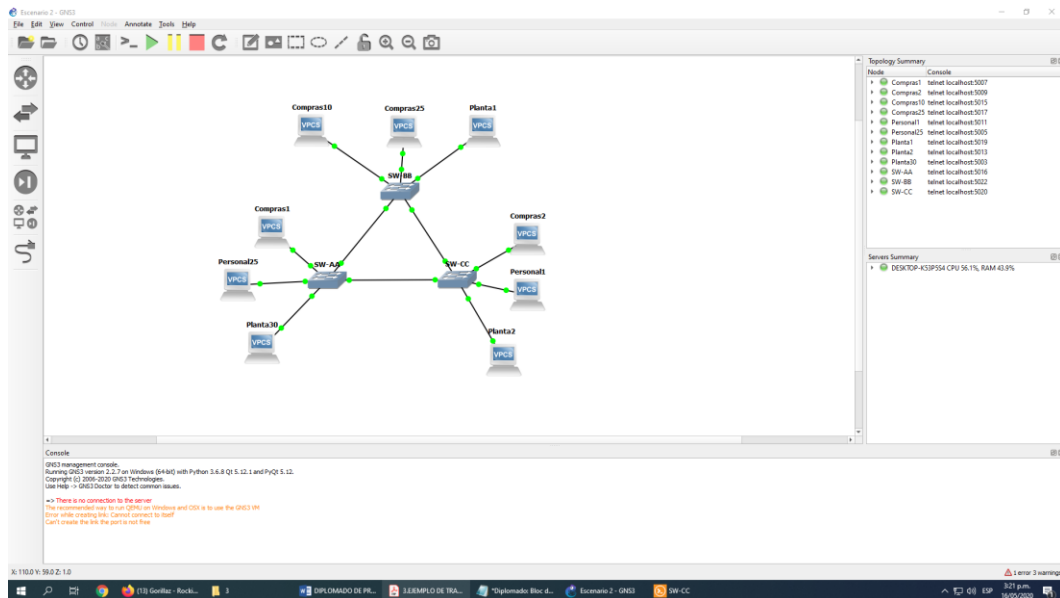 Escenario 2 - GNS3
File Edit View Control Node Annotate Tools Help
Compras10
Compras25
Planta1
VPCS
VPCS
VPCS
SW-BB
Compras1
VPCS
Compras2
VPCS
Personal25
VPCS
SW-AA
SW-CC
Personal1
VPCS
Planta30
VPCS
Planta2
VPCS
Topology Summary
Node Console
Compras1 telnet localhost:5007
Compras2 telnet localhost:5009
Compras10 telnet localhost:5015
Compras25 telnet localhost:5017
Personal1 telnet localhost:5011
Personal25 telnet localhost:5005
Planta1 telnet localhost:5019
Planta2 telnet localhost:5013
Planta30 telnet localhost:5003
SW-AA telnet localhost:5016
SW-BB telnet localhost:5022
SW-CC telnet localhost:5020
Servers Summary
DESKTOP-K53PSS4 CPU 56.1%, RAM 43.9%
Console
GNS3 management console.
Running GNS3 version 2.2.7 on Windows (64-bit) with Python 3.6.8 Qt 5.12.1 and PyQt 5.12.
Copyright (c) 2006-2020 GNS3 Technologies.
Use Help -> GNS3 Doctor to detect common issues.
=> There is no connection to the server
The recommended way to run QEMU on Windows and OSX is to use the GNS3 VM
Error while creating link: Cannot connect to itself
Can't create the link the port is not free
X: 110.0 Y: 59.0 Z: 1.0
1 error 3 warnings
(13) Gorillaz - Rocki...
3
DIPLOMADO DE PR...
3.EJEMPLO DE TRA...
*Diplomado: Bloc d...
Escenario 2 - GNS3
SW-CC
ESP
3:21 p.m.
16/05/2020